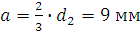 a = 2/3 · d₂ = 9 мм